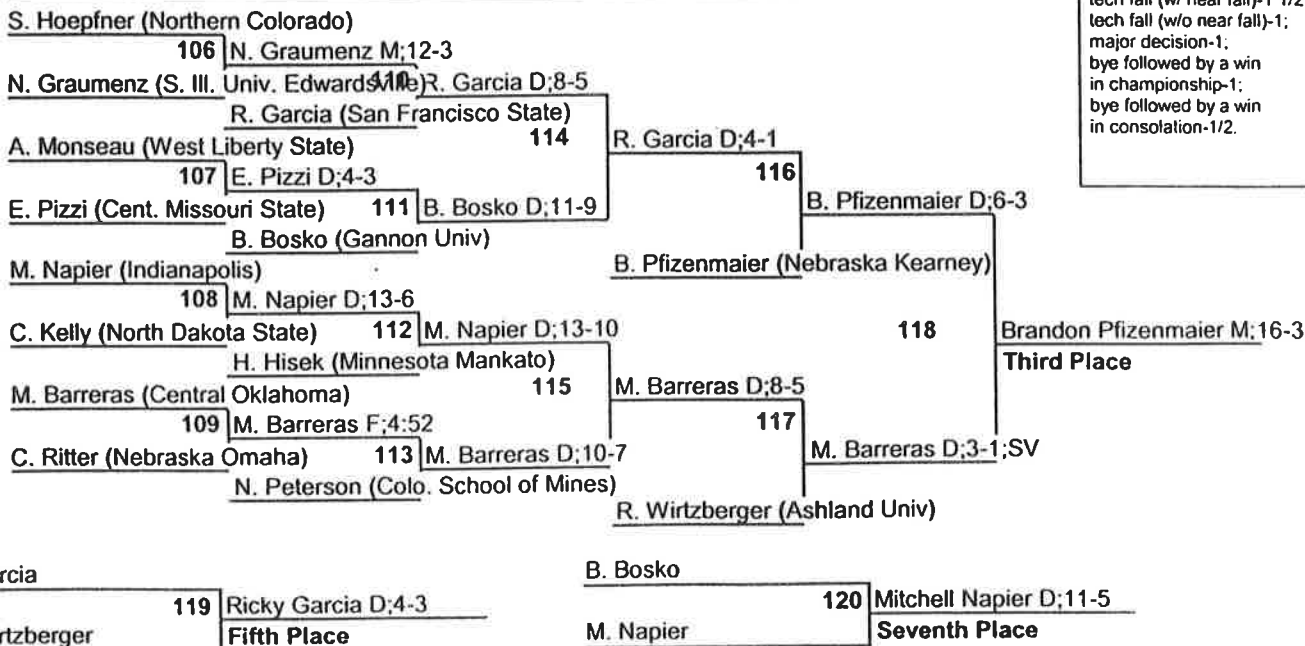 tech fall (w/ near fall)-1 1/2
tech fall (w/o near fall)-1;
major decision-1;
bye followed by a win
in championship-1;
bye followed by a win
in consolation-1/2.
S. Hoepfner (Northern Colorado)
106 N. Graumenz M;12-3
N. Graumenz (S. Ill. Univ. Edwardsville) 110 R. Garcia D;8-5
R. Garcia (San Francisco State)
114 R. Garcia D;4-1
A. Monseau (West Liberty State)
107 E. Pizzi D;4-3
116
E. Pizzi (Cent. Missouri State) 111 B. Bosko D;11-9
B. Pfizenmaier D;6-3
B. Bosko (Gannon Univ)
M. Napier (Indianapolis)
B. Pfizenmaier (Nebraska Kearney)
108 M. Napier D;13-6
C. Kelly (North Dakota State) 112 M. Napier D;13-10
118 Brandon Pfizenmaier M;16-3
H. Hisek (Minnesota Mankato)
Third Place
M. Barreras (Central Oklahoma)
115 M. Barreras D;8-5
109 M. Barreras F;4:52
117
C. Ritter (Nebraska Omaha) 113 M. Barreras D;10-7
M. Barreras D;3-1;SV
N. Peterson (Colo. School of Mines)
R. Wirtzberger (Ashland Univ)
rcia
119 Ricky Garcia D;4-3
rtzberger
Fifth Place
B. Bosko
120 Mitchell Napier D;11-5
M. Napier
Seventh Place